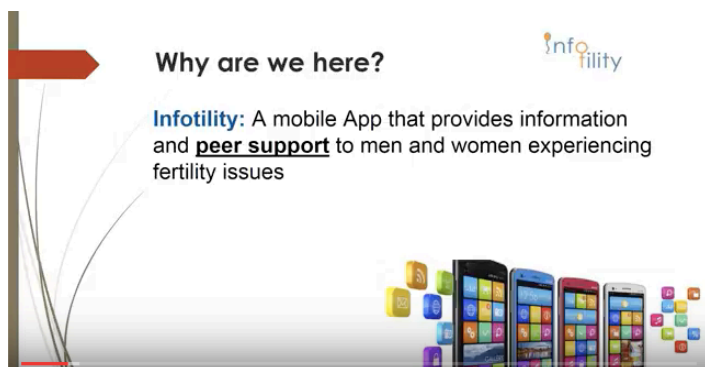 Why are we here?
Infotility
Infotility: A mobile App that provides information
and peer support to men and women experiencing
fertility issues